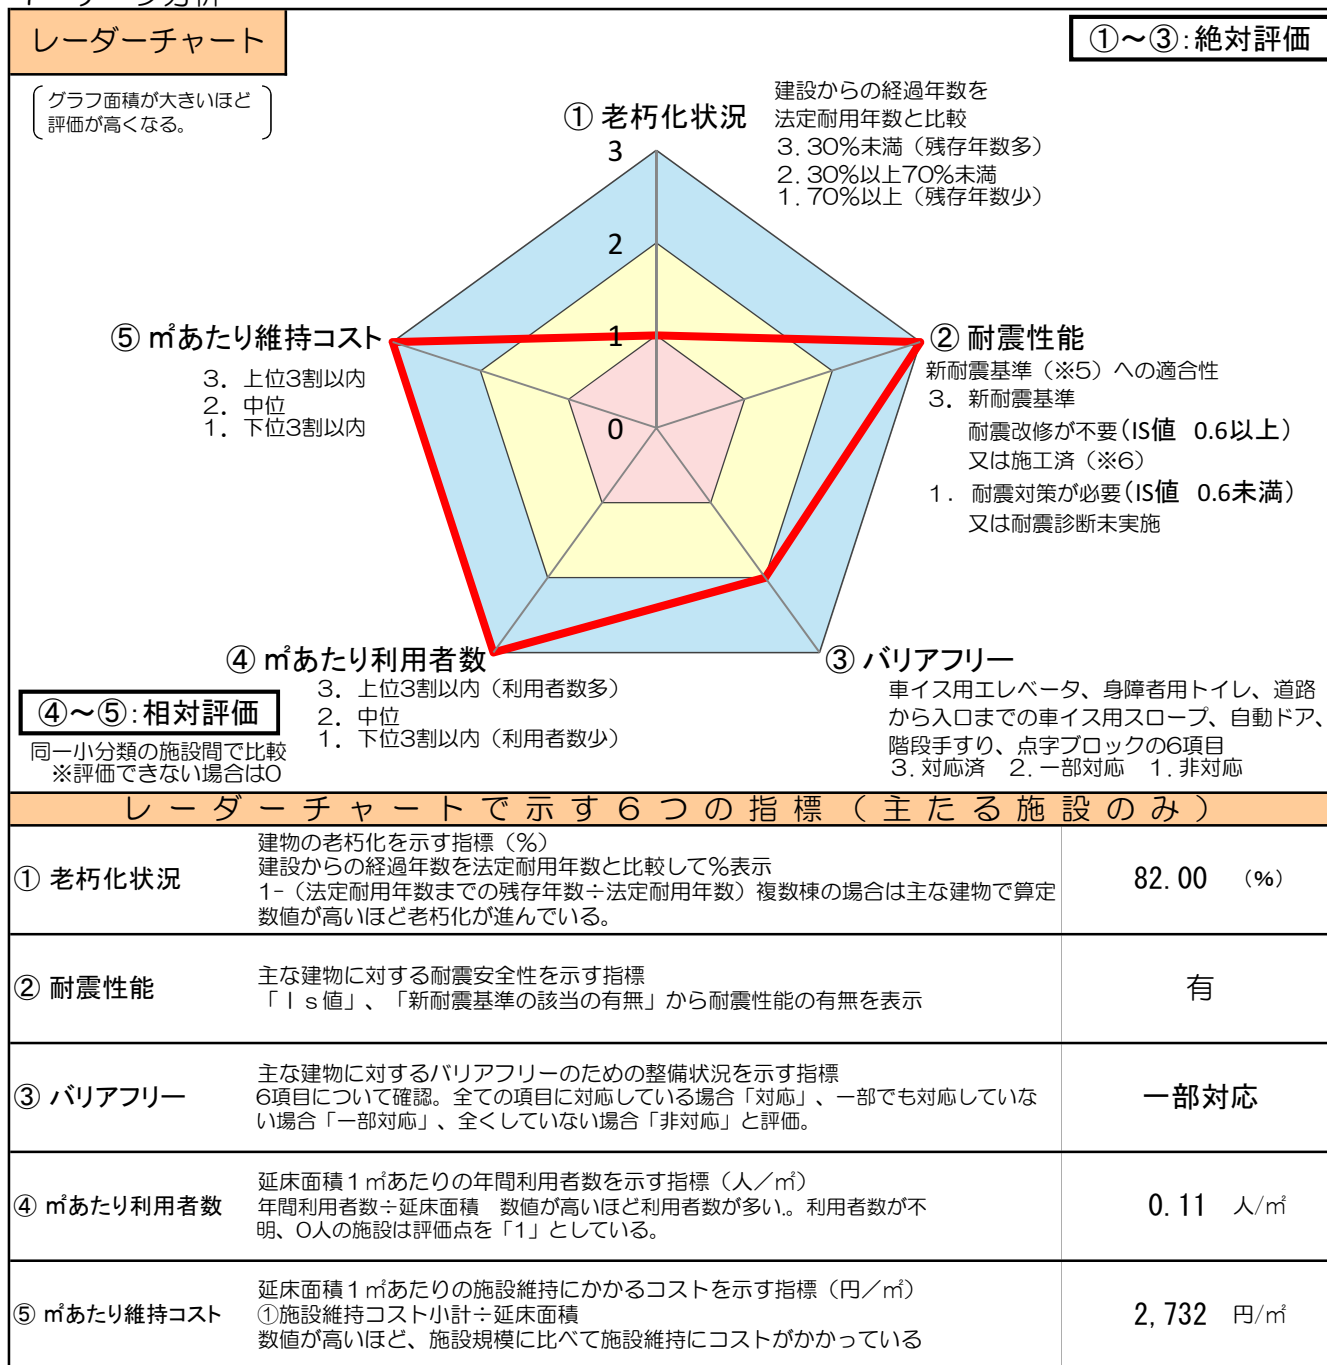 レーダーチャート
①～③：絶対評価
グラフ面積が大きいほど
評価が高くなる。
① 老朽化状況
建設からの経過年数を
法定耐用年数と比較
3．30％未満（残存年数多）
2．30％以上70％未満
1．70％以上（残存年数少）
3
2
1
0
⑤ ㎡あたり維持コスト
3． 上位3割以内
2． 中位
1． 下位3割以内
② 耐震性能
新耐震基準（※5）への適合性
3． 新耐震基準
耐震改修が不要（IS値 0.6以上）
又は施工済（※6）
1． 耐震対策が必要（IS値 0.6未満）
又は耐震診断未実施
④ ㎡あたり利用者数
3． 上位3割以内（利用者数多）
2． 中位
1． 下位3割以内（利用者数少）
③ バリアフリー
車イス用エレベータ、身障者用トイレ、道路
から入口までの車イス用スロープ、自動ドア、
階段手すり、点字ブロックの6項目
3．対応済 2．一部対応 1．非対応
④～⑤：相対評価
同一小分類の施設間で比較
※評価できない場合は0
レーダーチャートで示す６つの指標（主たる施設のみ）
① 老朽化状況
建物の老朽化を示す指標（%）
建設からの経過年数を法定耐用年数と比較して%表示
1-（法定耐用年数までの残存年数÷法定耐用年数）複数棟の場合は主な建物で算定
数値が高いほど老朽化が進んでいる。
82.00 （%）
② 耐震性能
主な建物に対する耐震安全性を示す指標
「Ｉｓ値」、「新耐震基準の該当の有無」から耐震性能の有無を表示
有
③ バリアフリー
主な建物に対するバリアフリーのための整備状況を示す指標
6項目について確認。全ての項目に対応している場合「対応」、一部でも対応していな
い場合「一部対応」、全くしていない場合「非対応」と評価。
一部対応
④ ㎡あたり利用者数
延床面積１㎡あたりの年間利用者数を示す指標（人／㎡）
年間利用者数÷延床面積 数値が高いほど利用者数が多い。利用者数が不
明、0人の施設は評価点を「1」としている。
0.11 人/㎡
⑤ ㎡あたり維持コスト
延床面積１㎡あたりの施設維持にかかるコストを示す指標（円／㎡）
①施設維持コスト小計÷延床面積
数値が高いほど、施設規模に比べて施設維持にコストがかかっている
2,732 円/㎡